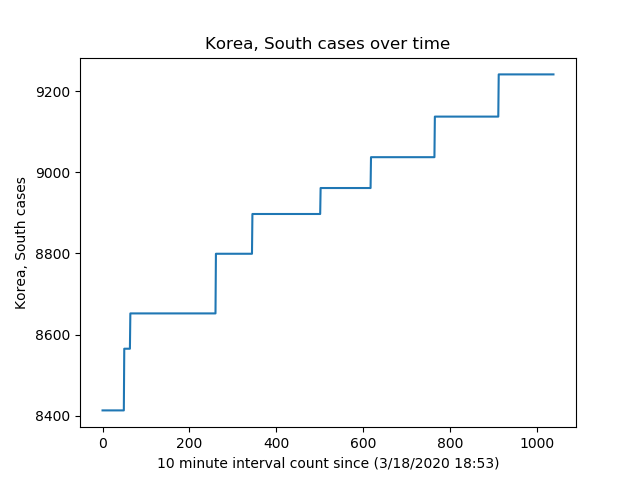 Korea, South cases over time
9200
9000
8800
8600
8400
Korea, South cases
0 200 400 600 800 1000
10 minute interval count since (3/18/2020 18:53)